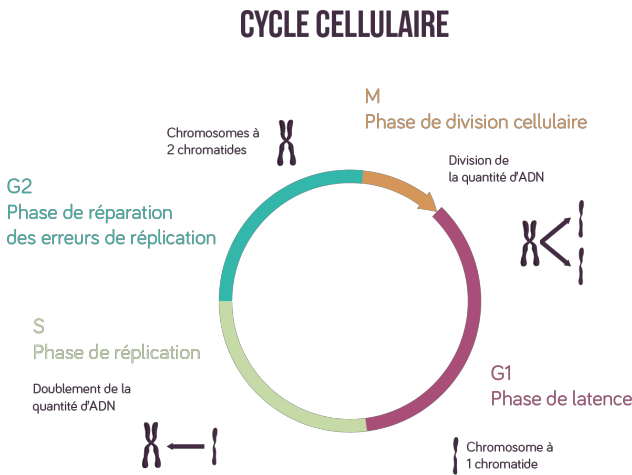 CYCLE CELLULAIRE
M
Phase de division cellulaire
Chromosomes à
2 chromatides
Division de
la quantité d'ADN
G2
Phase de réparation
des erreurs de réplication
S
Phase de réplication
Doublement de la
quantité d'ADN
G1
Phase de latence
Chromosome à
1 chromatide